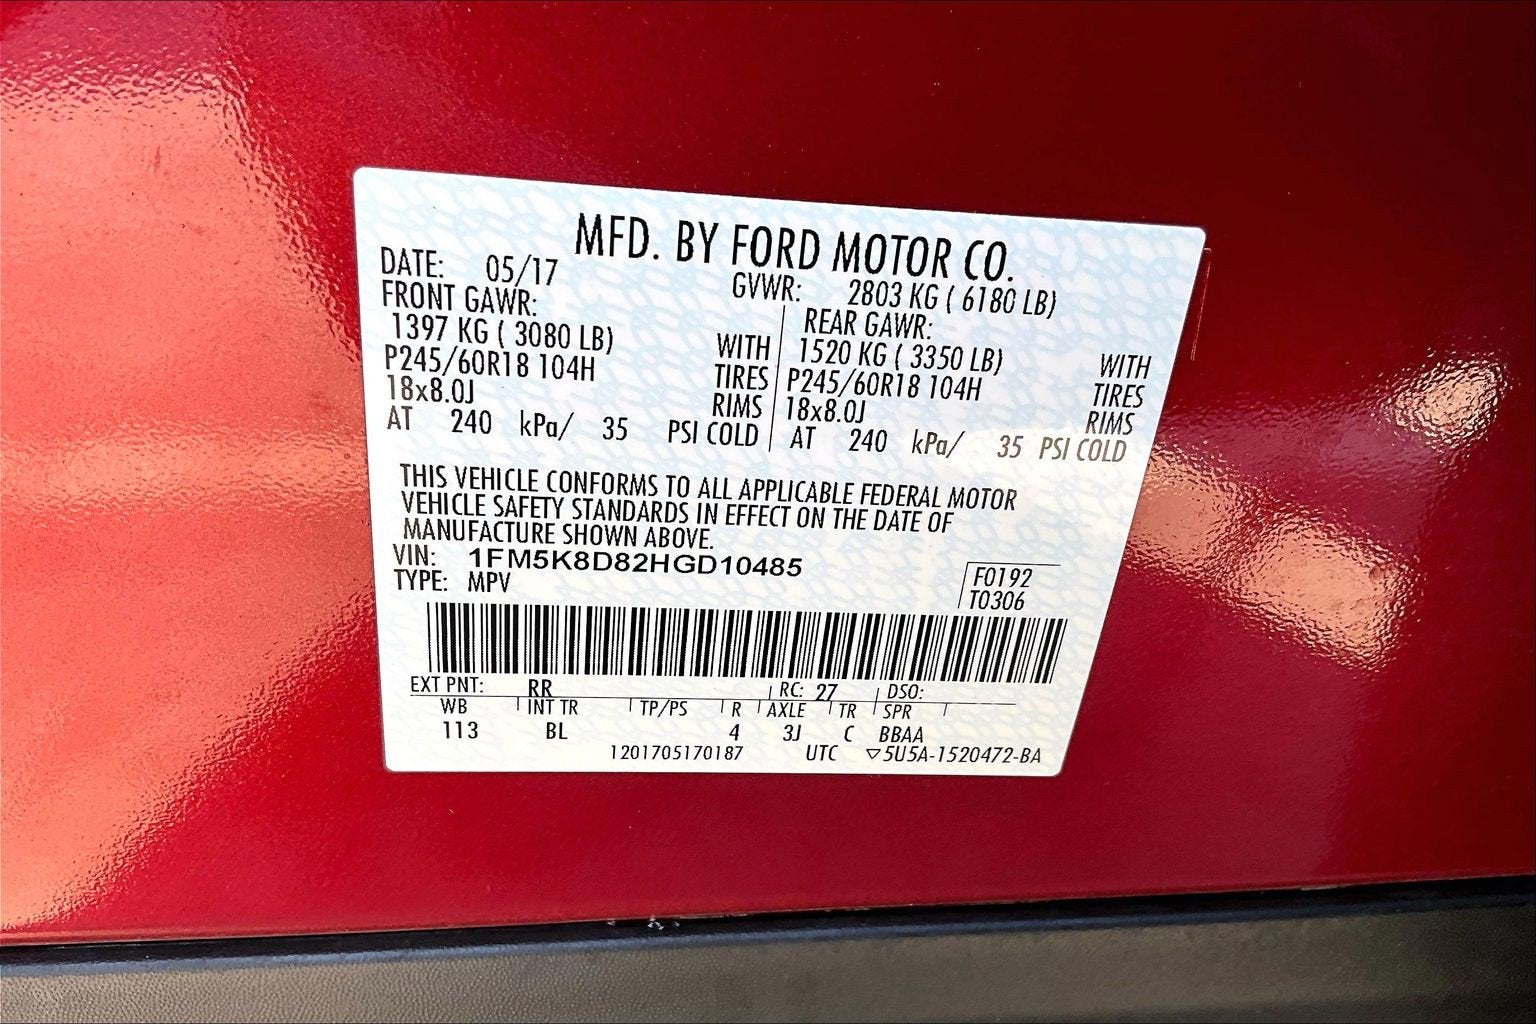 MFD. BY FORD MOTOR CO.
DATE: 05/17 GVWR: 2803 KG ( 6180 LB)
FRONT GAWR: REAR GAWR:
1397 KG ( 3080 LB) WITH 1520 KG ( 3350 LB) WITH
P245/60R18 104H TIRES P245/60R18 104H TIRES
18x8.0J RIMS 18x8.0J RIMS
AT 240 kPa/ 35 PSI COLD AT 240 kPa/ 35 PSI COLD
THIS VEHICLE CONFORMS TO ALL APPLICABLE FEDERAL MOTOR
VEHICLE SAFETY STANDARDS IN EFFECT ON THE DATE OF
MANUFACTURE SHOWN ABOVE.
VIN: 1FM5K8D82HGD10485
TYPE: MPV F0192
T0306
EXT PNT: RR RC: 27 DSO:
WB INT TR TP/PS R AXLE TR SPR
113 BL 4 3J C BBAA
1201705170187 UTC ▽5U5A-1520472-BA